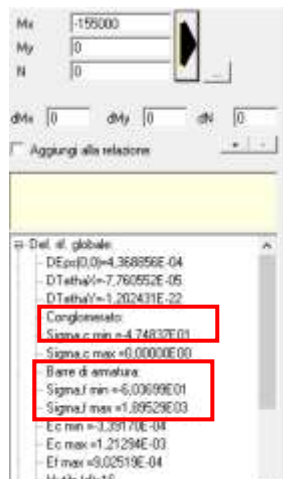 Mx -155000
My 0
N 0
...
dMx 0 dMy 0 dN 0
Aggiungi alla relazione + -
Def. rif. globale:
DEps(0,0)=4,368856E-04
DTethaX=-7,760552E-05
DTethaY=-1,202431E-22
Conglomerato:
Sigma,c min =-4,74832E01
Sigma,c max =0,00000E00
Barre di armatura:
Sigma,f min =-6,03699E01
Sigma,f max =1,89529E03
Ec min =-3,39170E-04
Ec max =1,21294E-03
Ef max =9,02519E-04